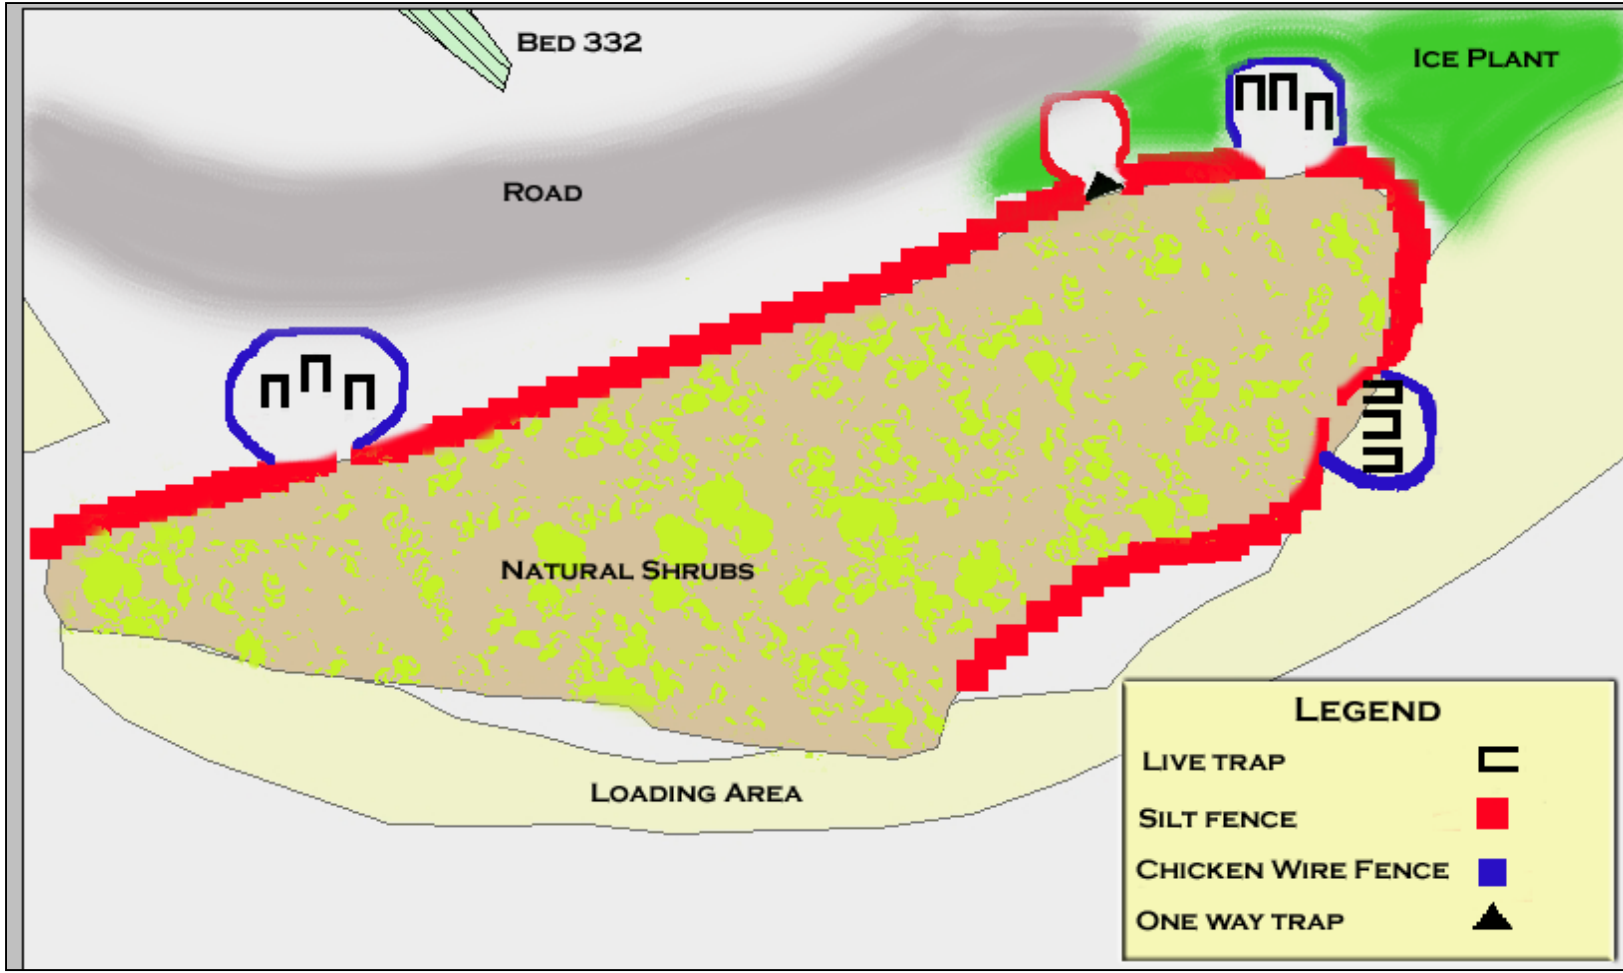 Bed 332
Ice Plant
Road
Natural Shrubs
Loading Area
Legend
Live trap
Silt fence
Chicken Wire Fence
One way trap